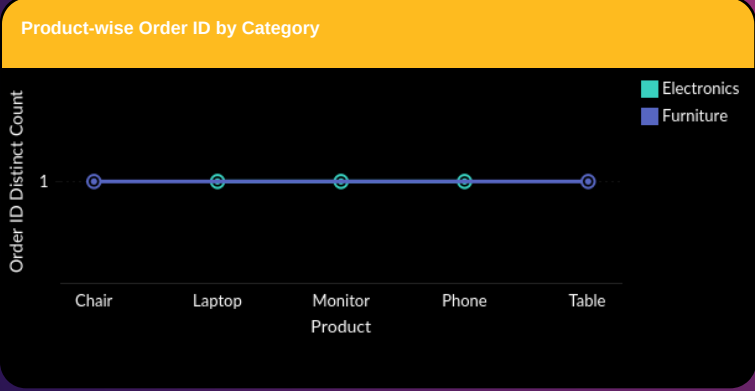 Product-wise Order ID by Category
Electronics
Furniture
Order ID Distinct Count
1
Chair
Laptop
Monitor
Phone
Table
Product